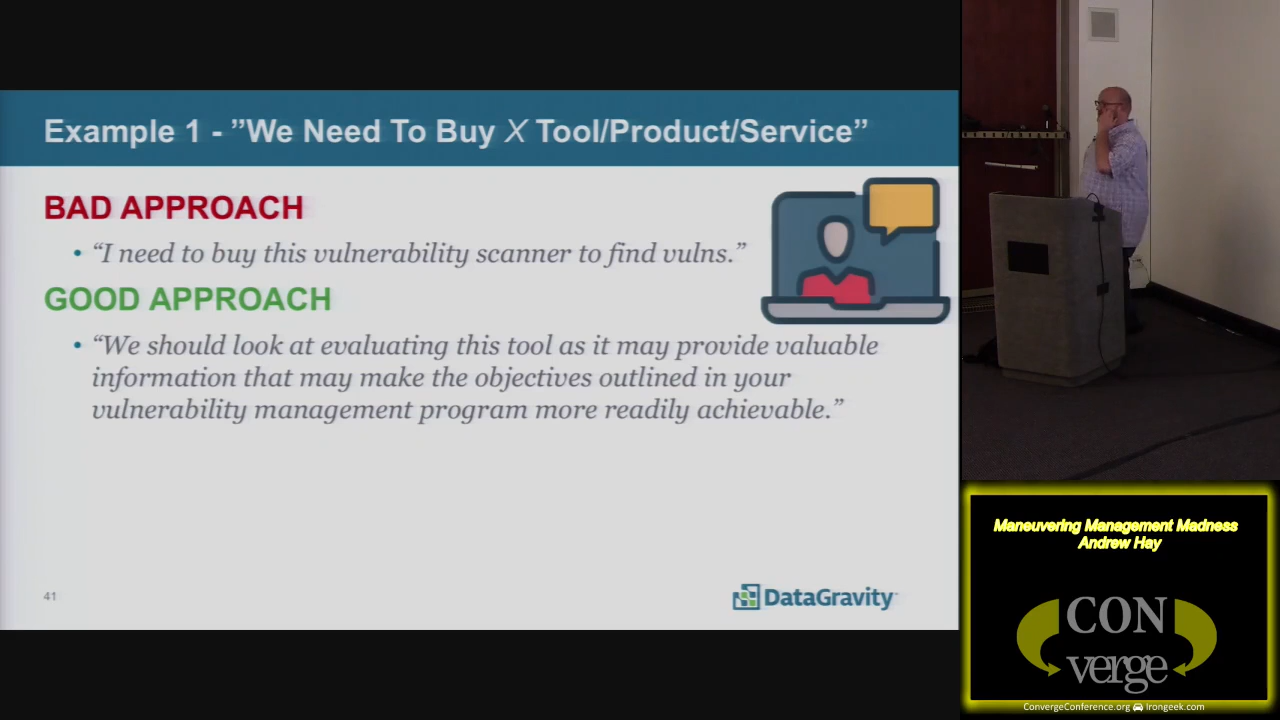 Example 1 - ”We Need To Buy X Tool/Product/Service”
BAD APPROACH
• “I need to buy this vulnerability scanner to find vulns.”
GOOD APPROACH
• “We should look at evaluating this tool as it may provide valuable
information that may make the objectives outlined in your
vulnerability management program more readily achievable.”
41
DataGravity
Maneuvering Management Madness
Andrew Hay
CON
verge
ConvergeConference.org Irongeek.com